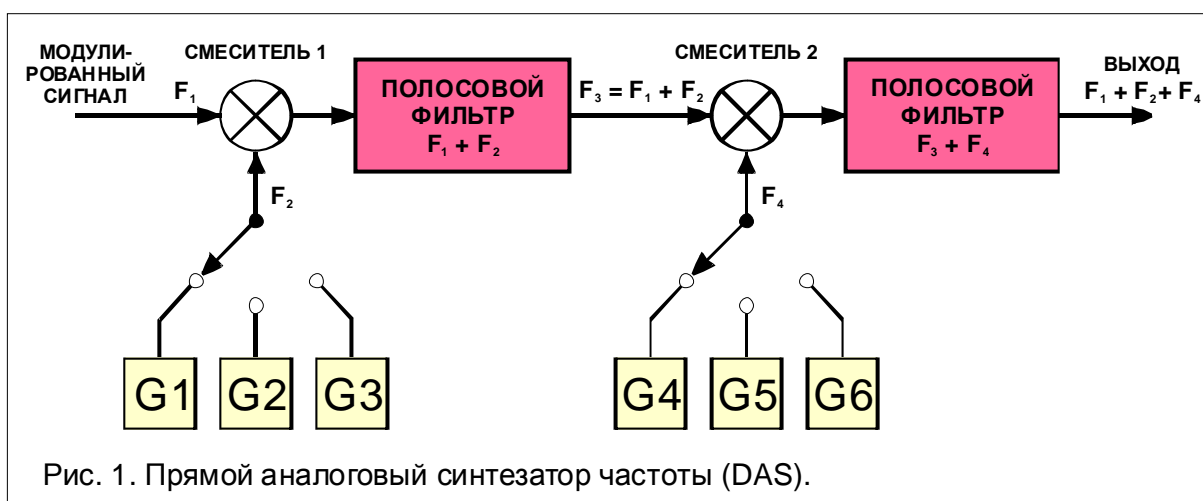 МОДУЛИ-
РОВАННЫЙ
СИГНАЛ
F₁
СМЕСИТЕЛЬ 1
F₂
ПОЛОСОВОЙ
ФИЛЬТР
F₁ + F₂
F₃ = F₁ + F₂
СМЕСИТЕЛЬ 2
F₄
ПОЛОСОВОЙ
ФИЛЬТР
F₃ + F₄
ВЫХОД
F₁ + F₂+ F₄
G1 G2 G3 G4 G5 G6
Рис. 1. Прямой аналоговый синтезатор частоты (DAS).